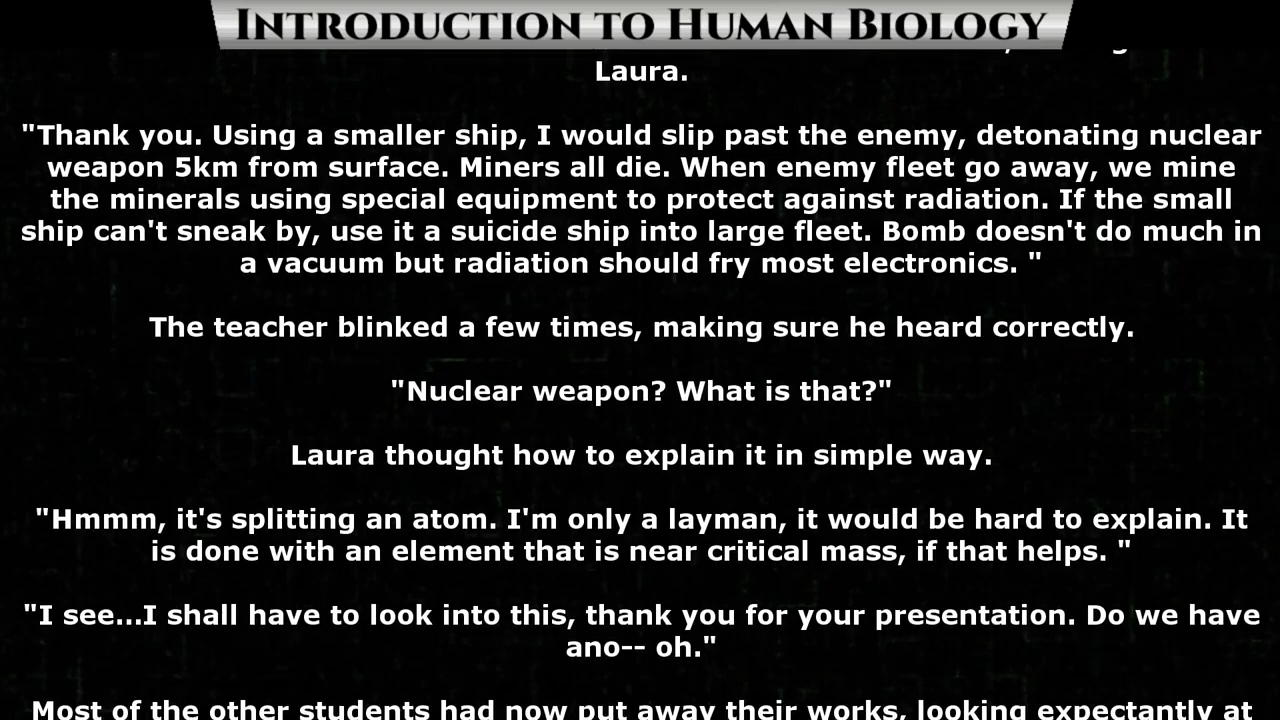 Introduction to Human Biology
Laura.
"Thank you. Using a smaller ship, I would slip past the enemy, detonating nuclear
weapon 5km from surface. Miners all die. When enemy fleet go away, we mine
the minerals using special equipment to protect against radiation. If the small
ship can't sneak by, use it a suicide ship into large fleet. Bomb doesn't do much in
a vacuum but radiation should fry most electronics. "
The teacher blinked a few times, making sure he heard correctly.
"Nuclear weapon? What is that?"
Laura thought how to explain it in simple way.
"Hmmm, it's splitting an atom. I'm only a layman, it would be hard to explain. It
is done with an element that is near critical mass, if that helps. "
"I see...I shall have to look into this, thank you for your presentation. Do we have
ano-- oh."
Most of the other students had now put away their works, looking expectantly at